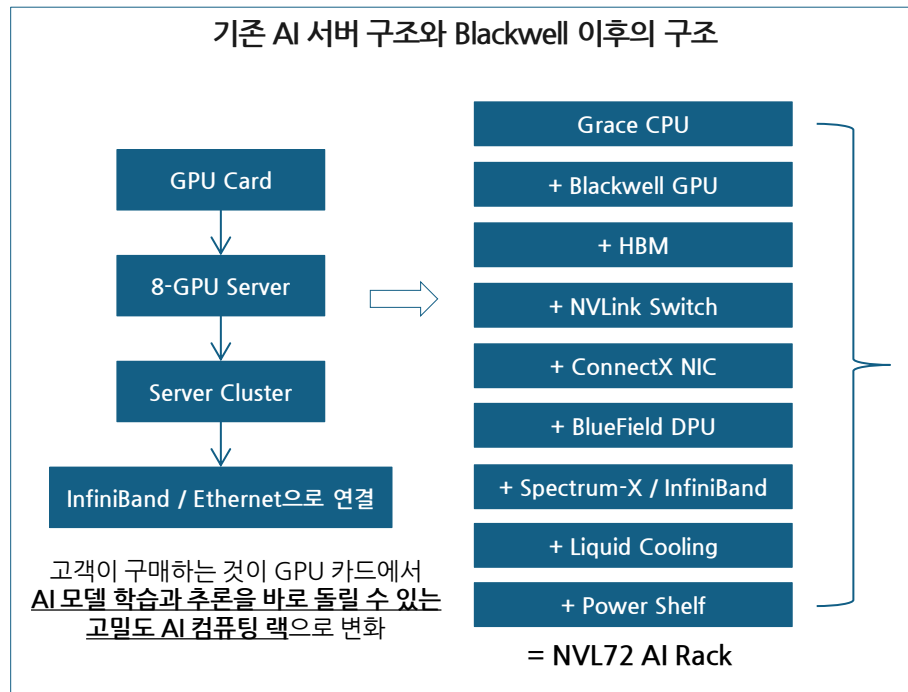 기존 AI 서버 구조와 Blackwell 이후의 구조
GPU Card
8-GPU Server
Server Cluster
InfiniBand / Ethernet으로 연결
고객이 구매하는 것이 GPU 카드에서
AI 모델 학습과 추론을 바로 돌릴 수 있는
고밀도 AI 컴퓨팅 랙으로 변화
Grace CPU
+ Blackwell GPU
+ HBM
+ NVLink Switch
+ ConnectX NIC
+ BlueField DPU
+ Spectrum-X / InfiniBand
+ Liquid Cooling
+ Power Shelf
= NVL72 AI Rack